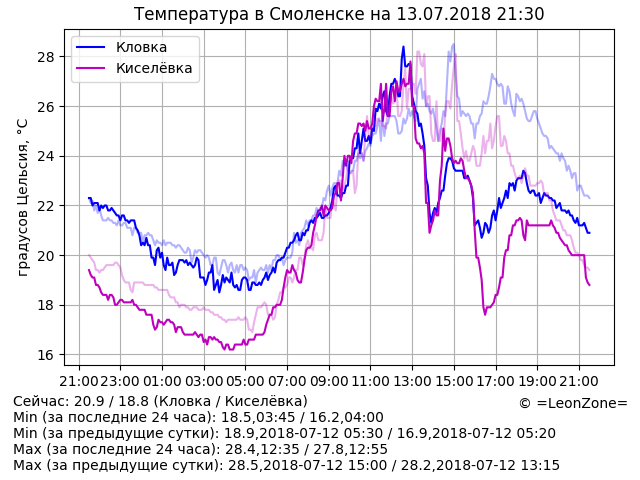 Температура в Смоленске на 13.07.2018 21:30
Кловка
Киселёвка
градусов Цельсия, °C
28
26
24
22
20
18
16
21:00 23:00 01:00 03:00 05:00 07:00 09:00 11:00 13:00 15:00 17:00 19:00 21:00
Сейчас: 20.9 / 18.8 (Кловка / Киселёвка)
© =LeonZone=
Min (за последние 24 часа): 18.5,03:45 / 16.2,04:00
Min (за предыдущие сутки): 18.9,2018-07-12 05:30 / 16.9,2018-07-12 05:20
Max (за последние 24 часа): 28.4,12:35 / 27.8,12:55
Max (за предыдущие сутки): 28.5,2018-07-12 15:00 / 28.2,2018-07-12 13:15